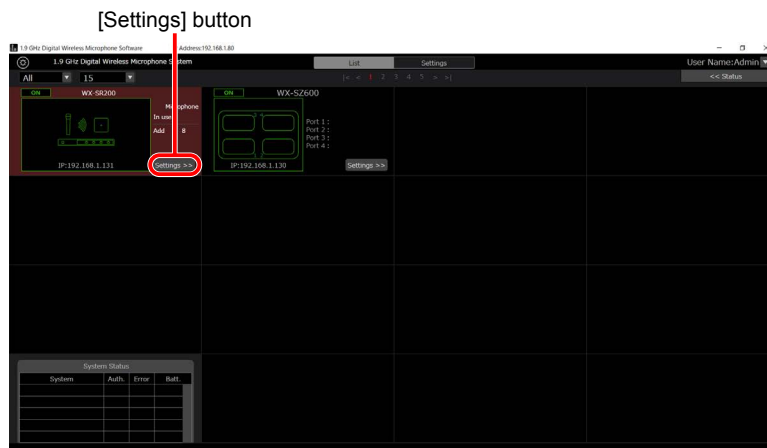 [Settings] button
1.9 GHz Digital Wireless Microphone Software
Address:192.168.1.80
1.9 GHz Digital Wireless Microphone System
List
Settings
User Name:Admin
All
15
|< < 1 2 3 4 5 > >|
<< Status
ON
WX-SR200
Microphone
In use
Add 8
IP:192.168.1.131
Settings >>
ON
WX-SZ600
Port 1 :
Port 2 :
Port 3 :
Port 4 :
IP:192.168.1.130
Settings >>
System Status
System Auth. Error Batt.